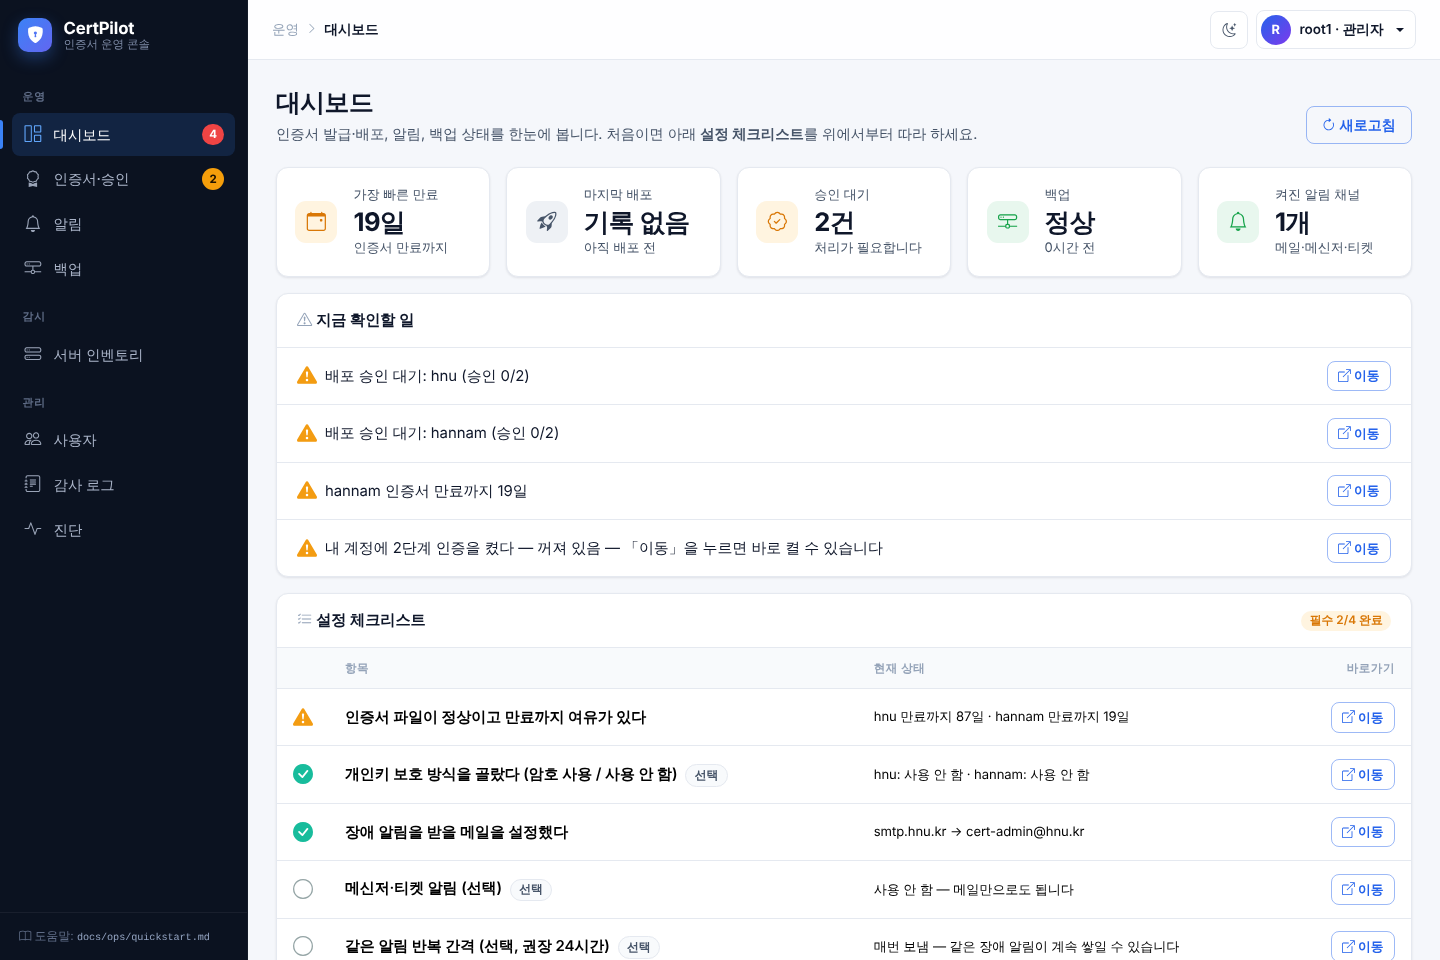 CertPilot
인증서 운영 콘솔
운영
대시보드 4
인증서·승인 2
알림
백업
감시
서버 인벤토리
관리
사용자
감사 로그
진단
도움말: docs/ops/quickstart.md
운영 > 대시보드
R root1 · 관리자
대시보드
인증서 발급·배포, 알림, 백업 상태를 한눈에 봅니다. 처음이면 아래 설정 체크리스트를 위에서부터 따라 하세요.
새로고침
가장 빠른 만료
19일
인증서 만료까지
마지막 배포
기록 없음
아직 배포 전
승인 대기
2건
처리가 필요합니다
백업
정상
0시간 전
켜진 알림 채널
1개
메일·메신저·티켓
지금 확인할 일
배포 승인 대기: hnu (승인 0/2) 이동
배포 승인 대기: hannam (승인 0/2) 이동
hannam 인증서 만료까지 19일 이동
내 계정에 2단계 인증을 켰다 — 꺼져 있음 — 「이동」을 누르면 바로 켤 수 있습니다 이동
설정 체크리스트 필수 2/4 완료
항목 현재 상태 바로가기
인증서 파일이 정상이고 만료까지 여유가 있다 hnu 만료까지 87일 · hannam 만료까지 19일 이동
개인키 보호 방식을 골랐다 (암호 사용 / 사용 안 함) 선택 hnu: 사용 안 함 · hannam: 사용 안 함 이동
장애 알림을 받을 메일을 설정했다 smtp.hnu.kr → cert-admin@hnu.kr 이동
메신저·티켓 알림 (선택) 선택 사용 안 함 — 메일만으로도 됩니다 이동
같은 알림 반복 간격 (선택, 권장 24시간) 선택 매번 보냄 — 같은 장애 알림이 계속 쌓일 수 있습니다 이동